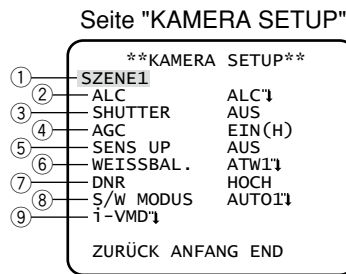 Seite "KAMERA SETUP"
**KAMERA SETUP**
① SZENE1
② ALC ALC↴
③ SHUTTER AUS
④ AGC EIN(H)
⑤ SENS UP AUS
⑥ WEISSBAL. ATW1↴
⑦ DNR HOCH
⑧ S/W MODUS AUTO1↴
⑨ i-VMD↴
ZURÜCK ANFANG END